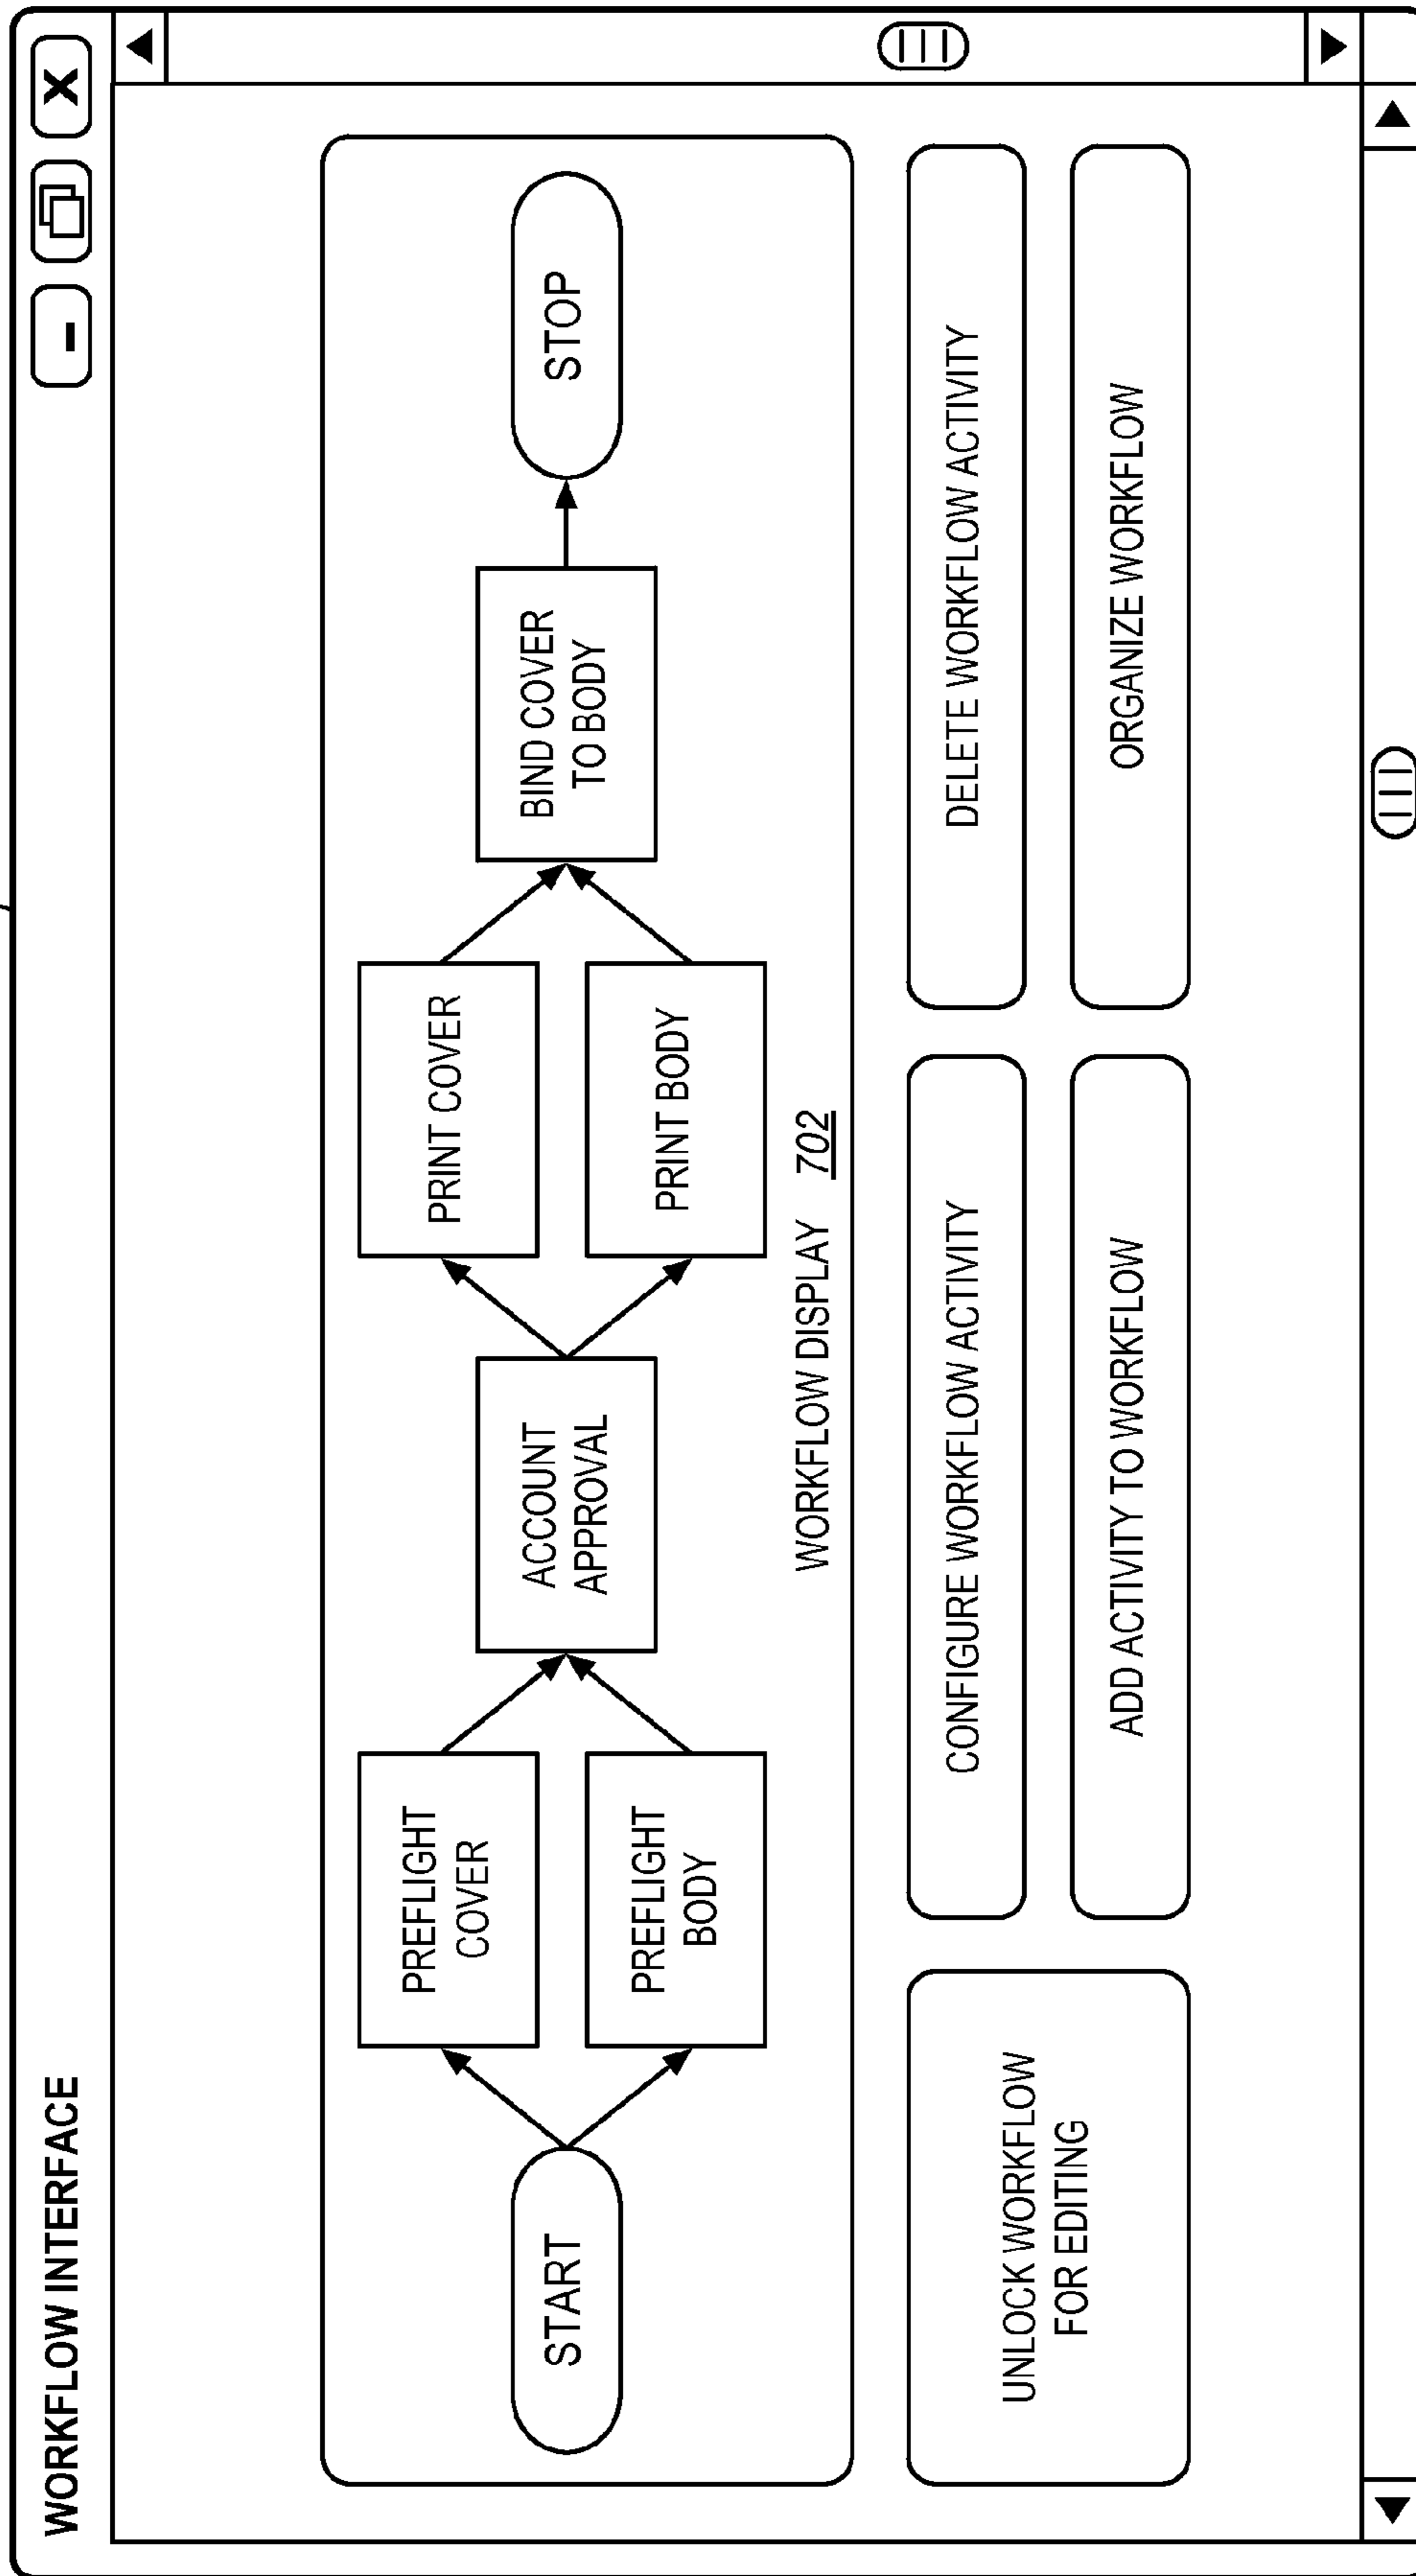 WORKFLOW INTERFACE
START
PREFLIGHT
COVER
PREFLIGHT
BODY
ACCOUNT
APPROVAL
PRINT COVER
PRINT BODY
BIND COVER
TO BODY
STOP
WORKFLOW DISPLAY 702
UNLOCK WORKFLOW
FOR EDITING
CONFIGURE WORKFLOW ACTIVITY
DELETE WORKFLOW ACTIVITY
ADD ACTIVITY TO WORKFLOW
ORGANIZE WORKFLOW